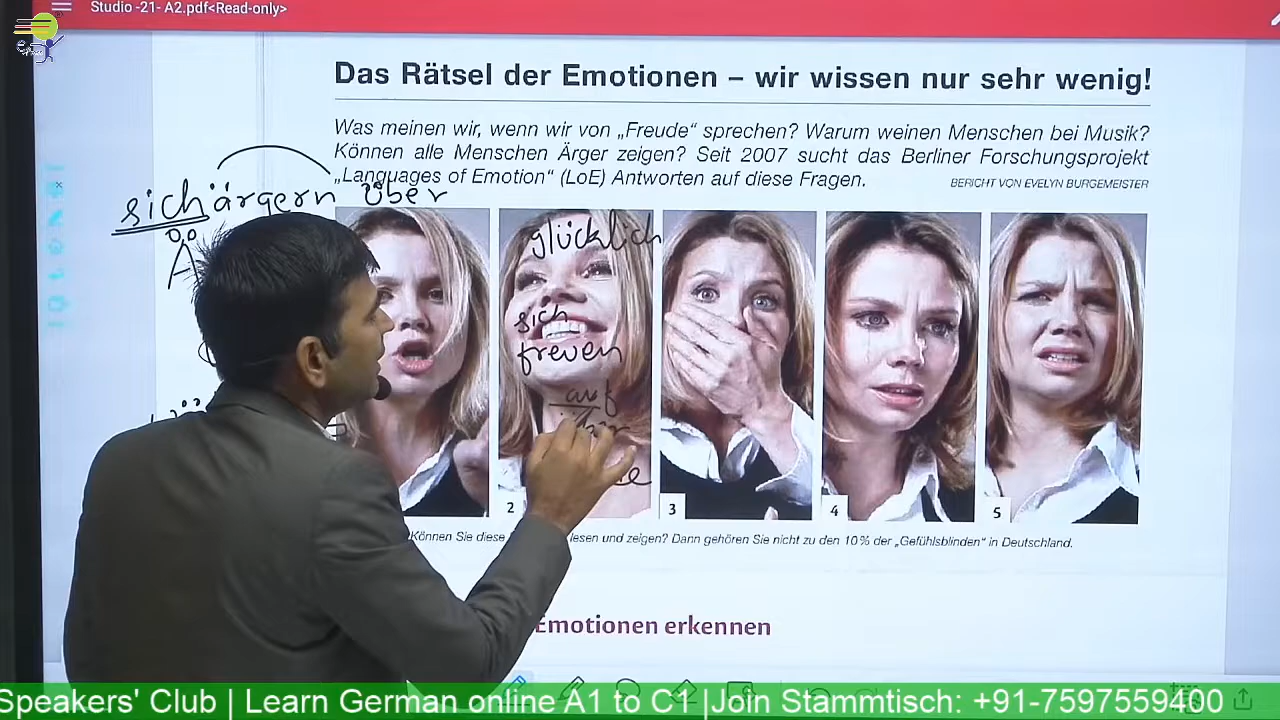 Studio -21- A2.pdf<Read-only>
Das Rätsel der Emotionen – wir wissen nur sehr wenig!
Was meinen wir, wenn wir von „Freude“ sprechen? Warum weinen Menschen bei Musik?
Können alle Menschen Ärger zeigen? Seit 2007 sucht das Berliner Forschungsprojekt
„Languages of Emotion“ (LoE) Antworten auf diese Fragen.
BERICHT VON EVELYN BURGEMEISTER
sich ärgern über
glücklich
sich
freuen
auf
2
3
4
5
Können Sie diese lesen und zeigen? Dann gehören Sie nicht zu den 10 % der „Gefühlsblinden“ in Deutschland.
Emotionen erkennen
Speakers' Club | Learn German online A1 to C1 |Join Stammtisch: +91-7597559400